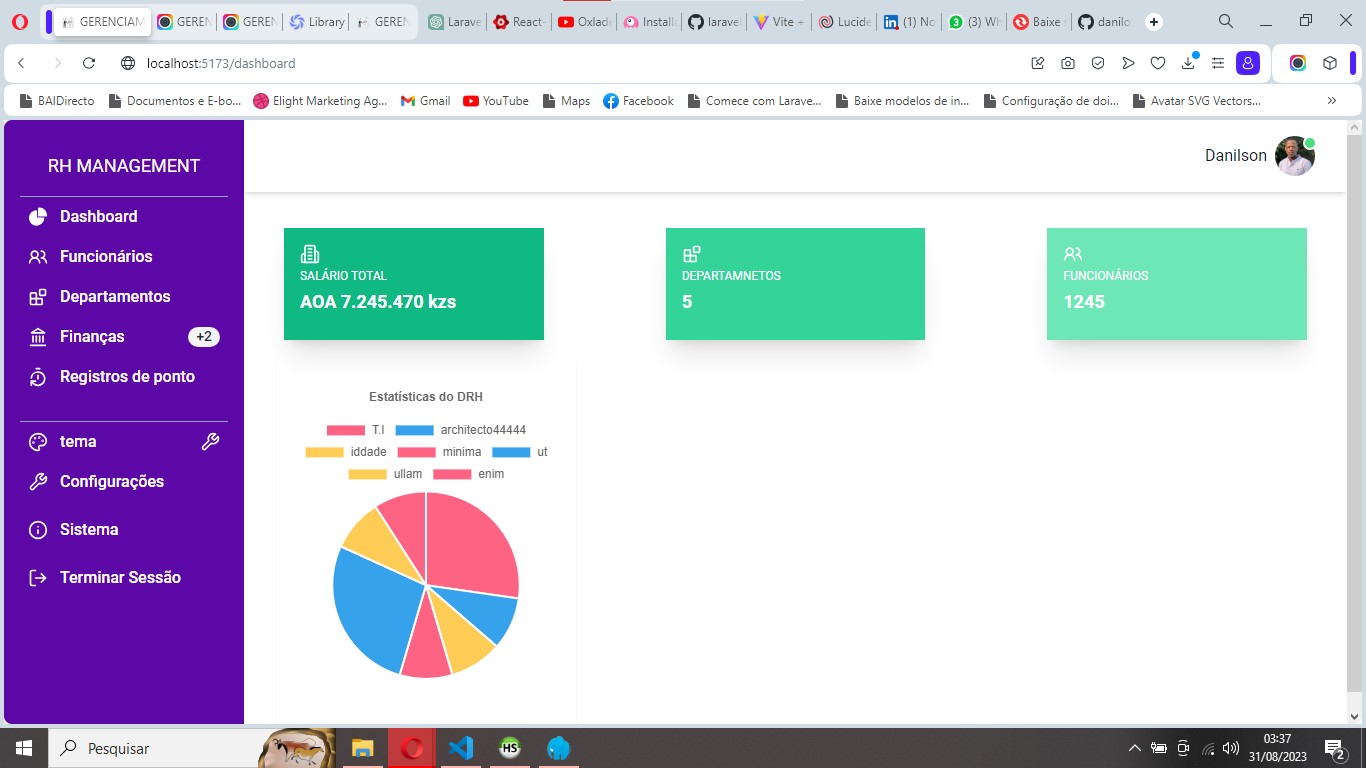 GERENCIAM
GEREN
GEREN
Library
GEREN
Larave
React-
Oxlade
Installa
laravel
Vite +
Lucide
(1) No
(3) Wh
Baixe
danilo
localhost:5173/dashboard
BAIDirecto
Documentos e E-bo...
Elight Marketing Ag...
Gmail
YouTube
Maps
Facebook
Comece com Larave...
Baixe modelos de in...
Configuração de doi...
Avatar SVG Vectors...
RH MANAGEMENT
Dashboard
Funcionários
Departamentos
Finanças +2
Registros de ponto
tema
Configurações
Sistema
Terminar Sessão
Danilson
SALÁRIO TOTAL
AOA 7.245.470 kzs
DEPARTAMNETOS
5
FUNCIONÁRIOS
1245
Estatísticas do DRH
T.I architecto44444
iddade minima ut
ullam enim
Pesquisar
HS
03:37
31/08/2023
2